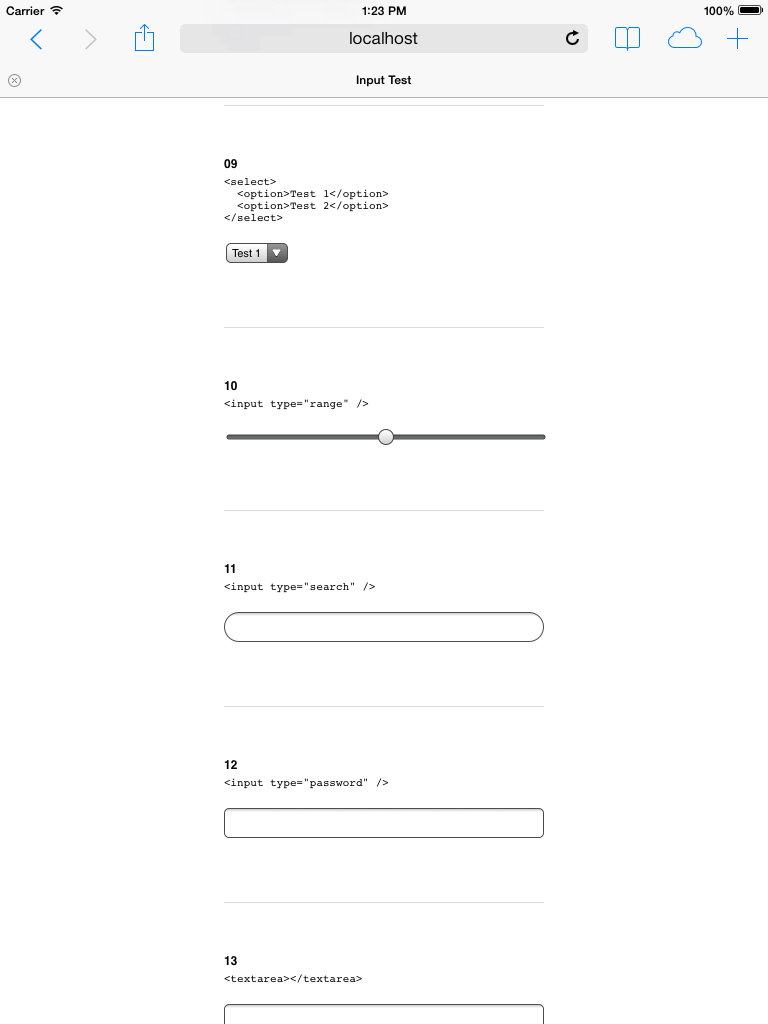 Carrier 1:23 PM 100%
localhost
Input Test
09
<select>
  <option>Test 1</option>
  <option>Test 2</option>
</select>
Test 1
10
<input type="range" />
11
<input type="search" />
12
<input type="password" />
13
<textarea></textarea>